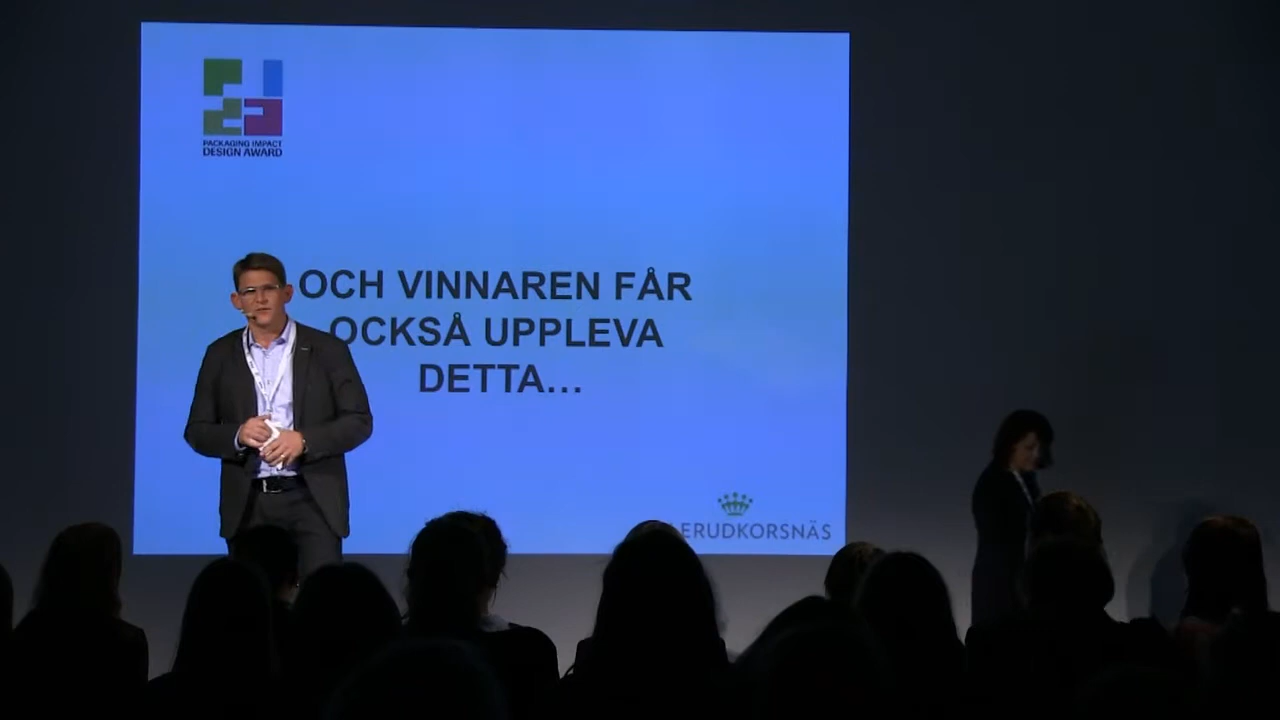 PACKAGING IMPACT
DESIGN AWARD
OCH VINNAREN FÅR
OCKSÅ UPPLEVA
DETTA...
ERUDKORSNÄS